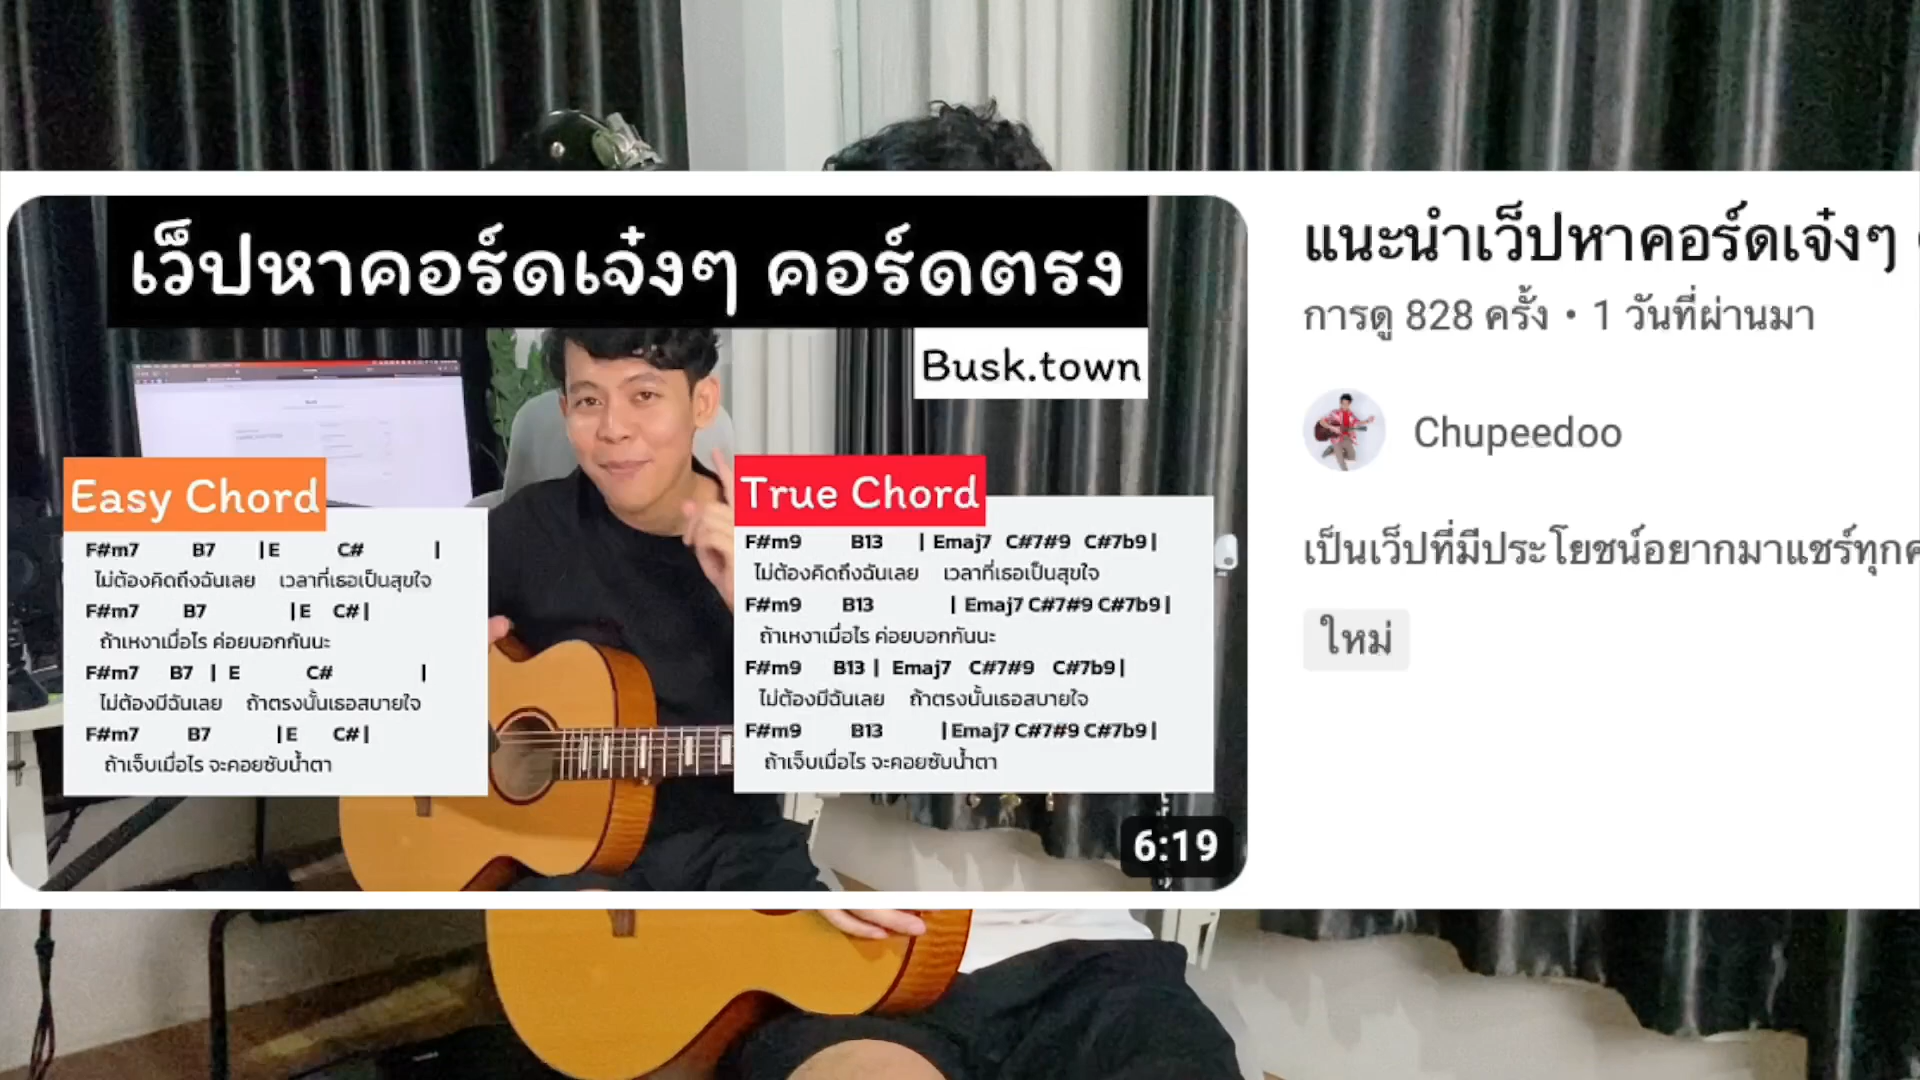 เว็ปหาคอร์ดเจ๋งๆ คอร์ดตรง
Busk.town
Easy Chord
F#m7 B7 | E C# |
ไม่ต้องคิดถึงฉันเลย เวลาที่เธอเป็นสุขใจ
F#m7 B7 | E C# |
ถ้าเหงาเมื่อไร ค่อยบอกกันนะ
F#m7 B7 | E C# |
ไม่ต้องมีฉันเลย ถ้าตรงนั้นเธอสบายใจ
F#m7 B7 | E C# |
ถ้าเจ็บเมื่อไร จะคอยซับน้ำตา
True Chord
F#m9 B13 | Emaj7 C#7#9 C#7b9 |
ไม่ต้องคิดถึงฉันเลย เวลาที่เธอเป็นสุขใจ
F#m9 B13 | Emaj7 C#7#9 C#7b9 |
ถ้าเหงาเมื่อไร ค่อยบอกกันนะ
F#m9 B13 | Emaj7 C#7#9 C#7b9 |
ไม่ต้องมีฉันเลย ถ้าตรงนั้นเธอสบายใจ
F#m9 B13 | Emaj7 C#7#9 C#7b9 |
ถ้าเจ็บเมื่อไร จะคอยซับน้ำตา
6:19
แนะนำเว็ปหาคอร์ดเจ๋งๆ
การดู 828 ครั้ง • 1 วันที่ผ่านมา
Chupeedoo
เป็นเว็ปที่มีประโยชน์อยากมาแชร์ทุกค
ใหม่